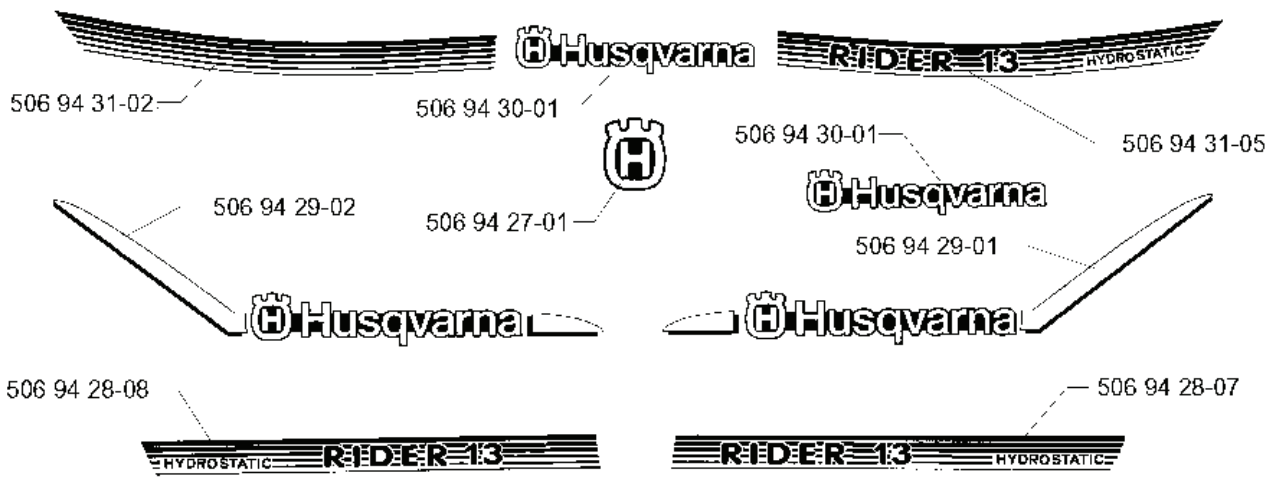 Husqvarna
RIDER 13 HYDROSTATIC
506 94 31-02
506 94 30-01
H
506 94 30-01
506 94 31-05
Husqvarna
506 94 29-02
506 94 27-01
506 94 29-01
Husqvarna
Husqvarna
506 94 28-08
506 94 28-07
HYDROSTATIC RIDER 13
RIDER 13 HYDROSTATIC